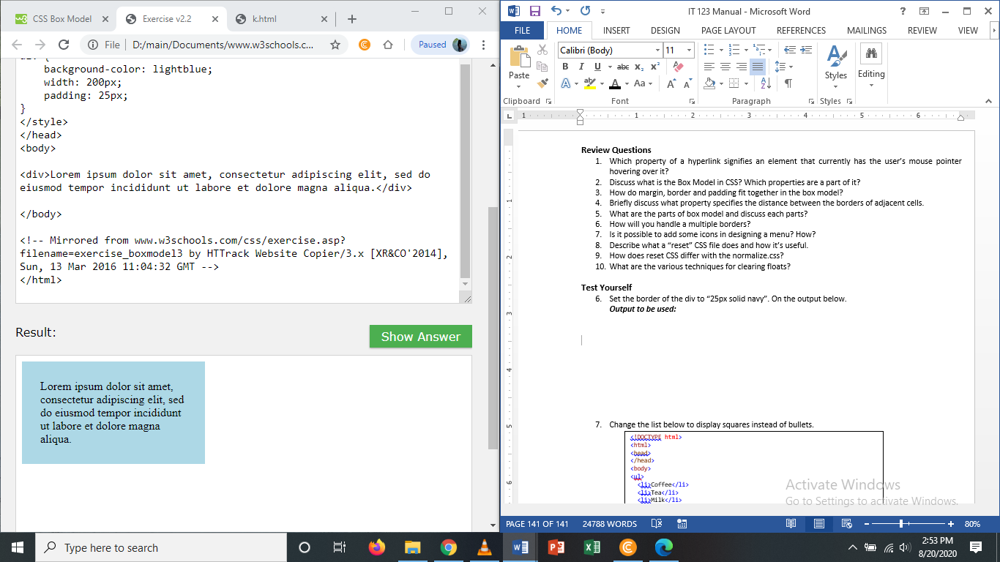 CSS Box Model
Exercise v2.2
k.html
File
D:/main/Documents/www.w3schools.c...
Paused
background-color: lightblue;
width: 200px;
padding: 25px;
}
</style>
</head>
<body>
<div>Lorem ipsum dolor sit amet, consectetur adipiscing elit, sed do
eiusmod tempor incididunt ut labore et dolore magna aliqua.</div>
</body>
<!-- Mirrored from www.w3schools.com/css/exercise.asp?
filename=exercise_boxmodel3 by HTTrack Website Copier/3.x [XR&CO'2014],
Sun, 13 Mar 2016 11:04:32 GMT -->
</html>
Result:
Show Answer
Lorem ipsum dolor sit amet,
consectetur adipiscing elit, sed
do eiusmod tempor incididunt
ut labore et dolore magna
aliqua.
IT 123 Manual - Microsoft Word
FILE HOME INSERT DESIGN PAGE LAYOUT REFERENCES MAILINGS REVIEW VIEW
Calibri (Body) 11
Paste
Styles
Editing
Clipboard Font Paragraph Styles
Review Questions
1. Which property of a hyperlink signifies an element that currently has the user's mouse pointer
hovering over it?
2. Discuss what is the Box Model in CSS? Which properties are a part of it?
3. How do margin, border and padding fit together in the box model?
4. Briefly discuss what property specifies the distance between the borders of adjacent cells.
5. What are the parts of box model and discuss each parts?
6. How will you handle a multiple borders?
7. Is it possible to add some icons in designing a menu? How?
8. Describe what a “reset” CSS file does and how it's useful.
9. How does reset CSS differ with the normalize.css?
10. What are the various techniques for clearing floats?
Test Yourself
6. Set the border of the div to “25px solid navy”. On the output below.
Output to be used:
7. Change the list below to display squares instead of bullets.
<!DOCTYPE html>
<html>
<head>
</head>
<body>
<ul>
<li>Coffee</li>
<li>Tea</li>
<li>Milk</li>
Activate Windows
Go to Settings to activate Windows.
PAGE 141 OF 141 24788 WORDS 80%
Type here to search
2:53 PM
8/20/2020